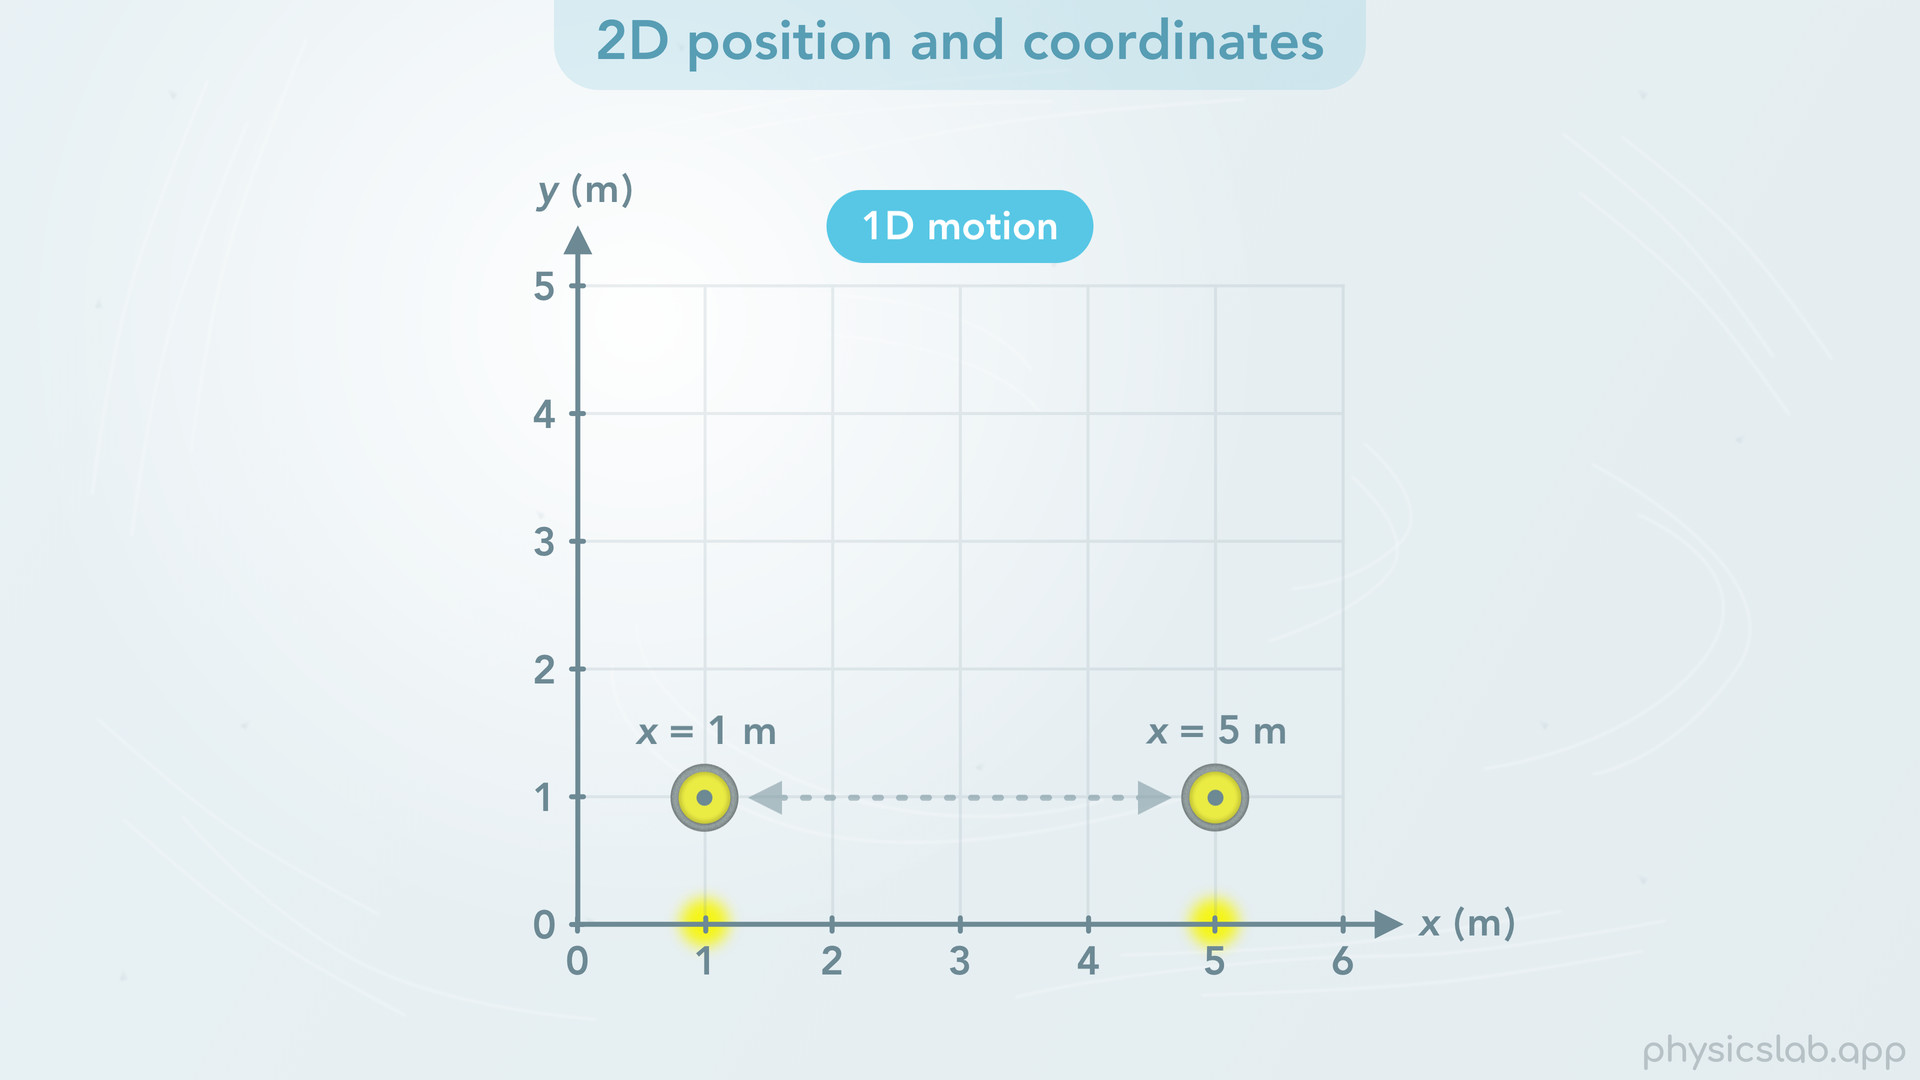 2D position and coordinates
y (m)
1D motion
5
4
3
2
x = 1 m x = 5 m
1
0
x (m)
0 1 2 3 4 5 6
physicslab.app